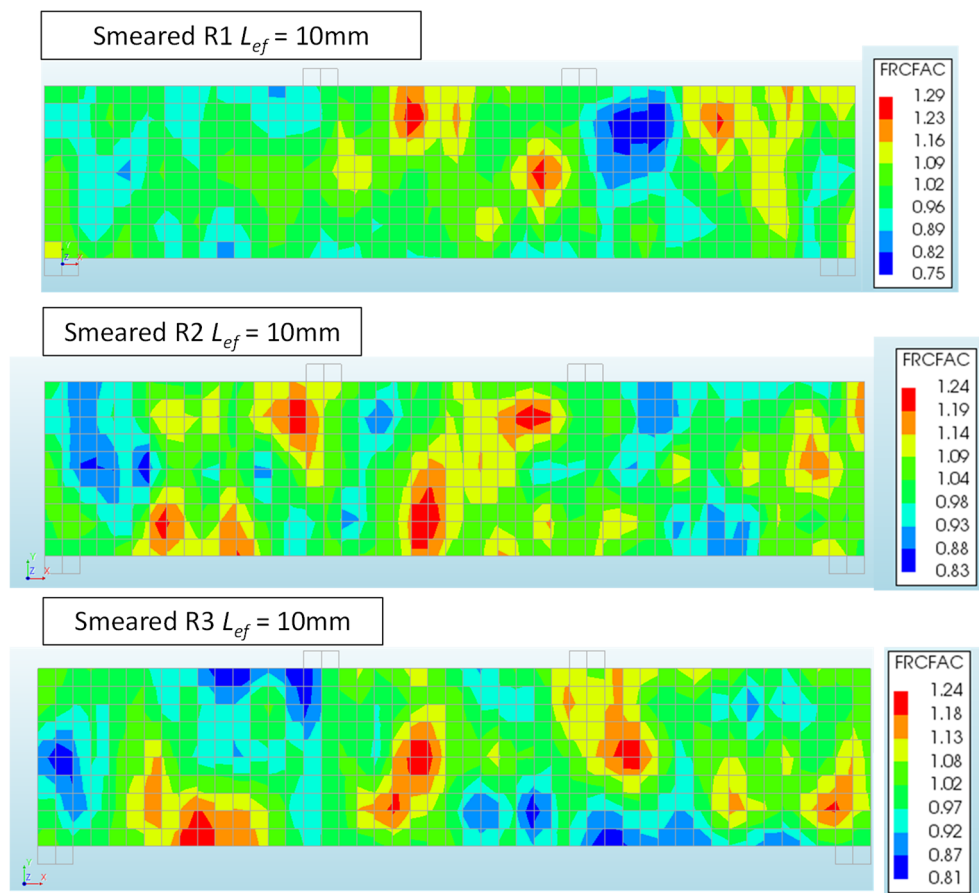 Smeared R1 Lef = 10mm
FRCFAC
1.29
1.23
1.16
1.09
1.02
0.96
0.89
0.82
0.75
Y
Z X
Smeared R2 Lef = 10mm
FRCFAC
1.24
1.19
1.14
1.09
1.04
0.98
0.93
0.88
0.83
Y
Z X
Smeared R3 Lef = 10mm
FRCFAC
1.24
1.18
1.13
1.08
1.02
0.97
0.92
0.87
0.81
Y
Z X